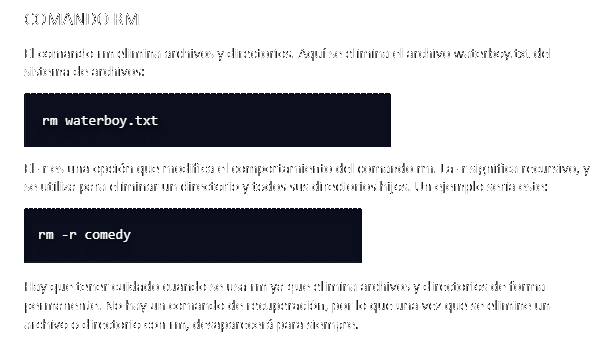 COMANDO RM
El comando rm elimina archivos y directorios. Aquí se elimina el archivo waterboy.txt del
sistema de archivos:
rm waterboy.txt
El -r es una opción que modifica el comportamiento del comando rm. La -r significa recursivo, y
se utiliza para eliminar un directorio y todos sus directorios hijos. Un ejemplo sería este:
rm -r comedy
Hay que tener cuidado cuando se usa rm ya que elimina archivos y directorios de forma
permanente. No hay un comando de recuperación, por lo que una vez que se elimine un
archivo o directorio con rm, desaparecerá para siempre.